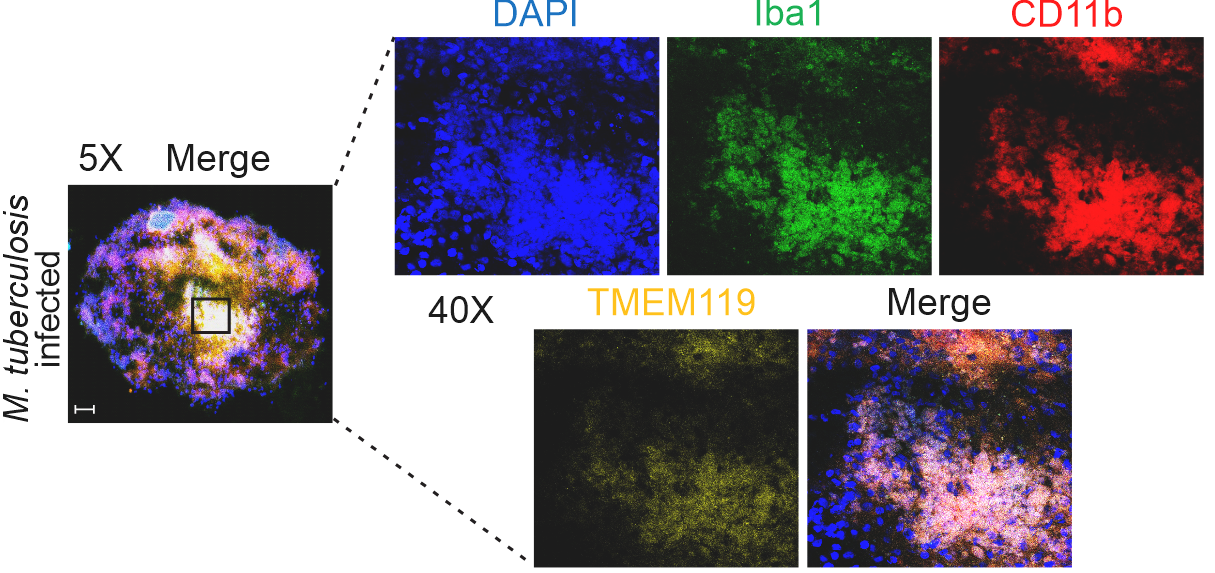 DAPI
Iba1
CD11b
5X Merge
M. tuberculosis
infected
40X
TMEM119
Merge